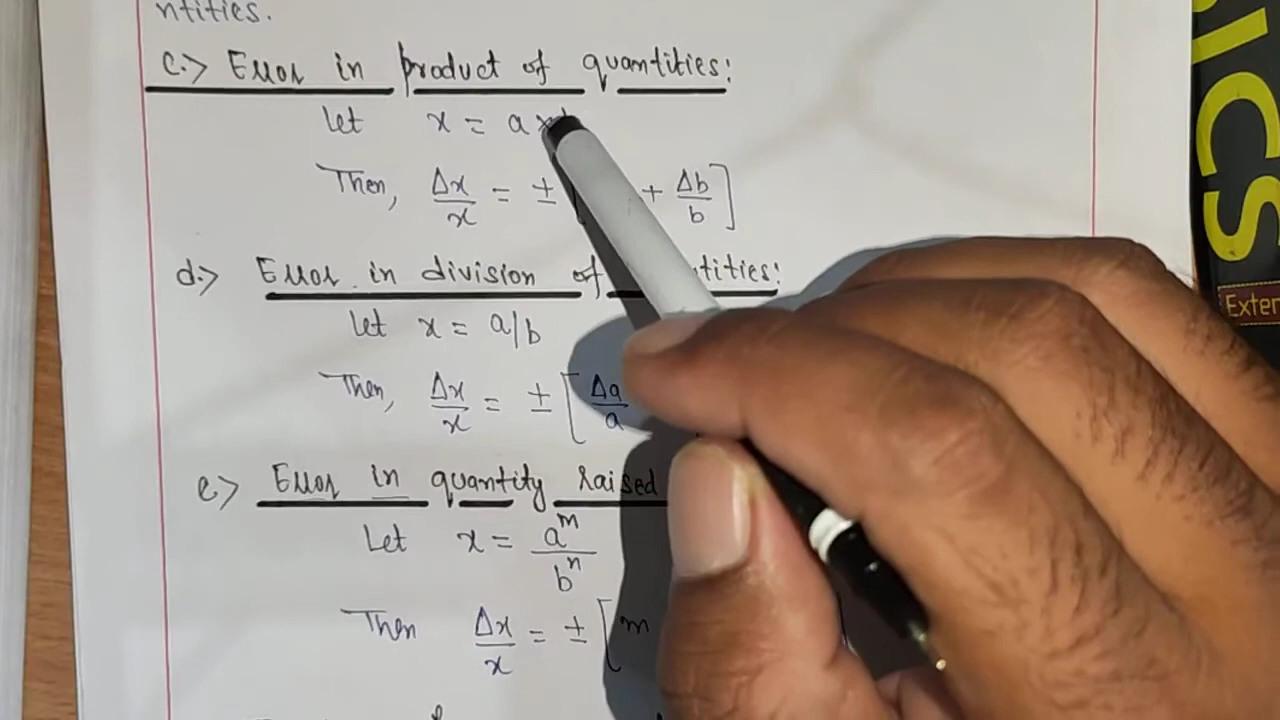 ntities.
c.> Error in product of quantities:
Let x = a x
Then, Δx/x = ± [ + Δb/b ]
d.> Error in division of tities:
Let x = a/b
Then, Δx/x = ± [ Δa/a
e> Error in quantity raised
Let x = a^m/b^n
Then Δx/x = ± [ m
ICS
Exter